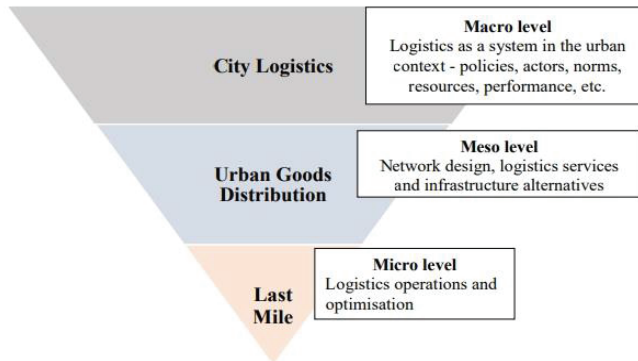 City Logistics
Macro level
Logistics as a system in the urban
context - policies, actors, norms,
resources, performance, etc.
Urban Goods
Distribution
Meso level
Network design, logistics services
and infrastructure alternatives
Last
Mile
Micro level
Logistics operations and
optimisation